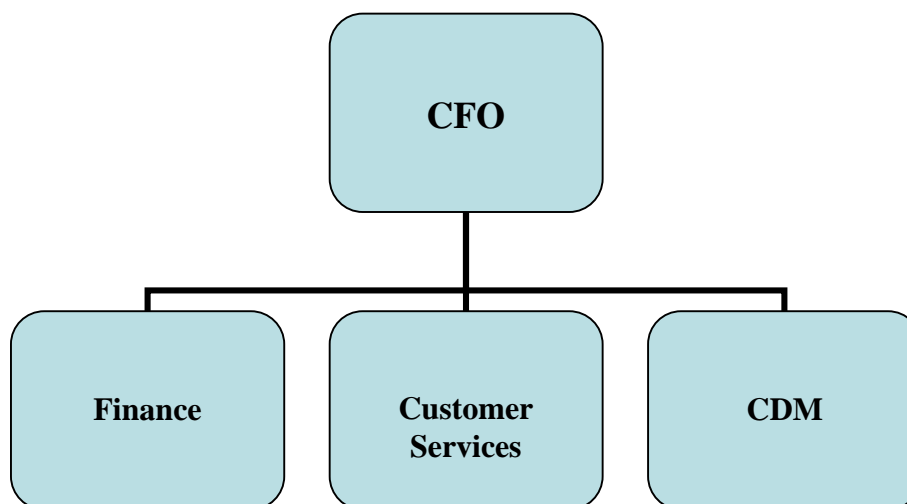 CFO
Finance
Customer
Services
CDM